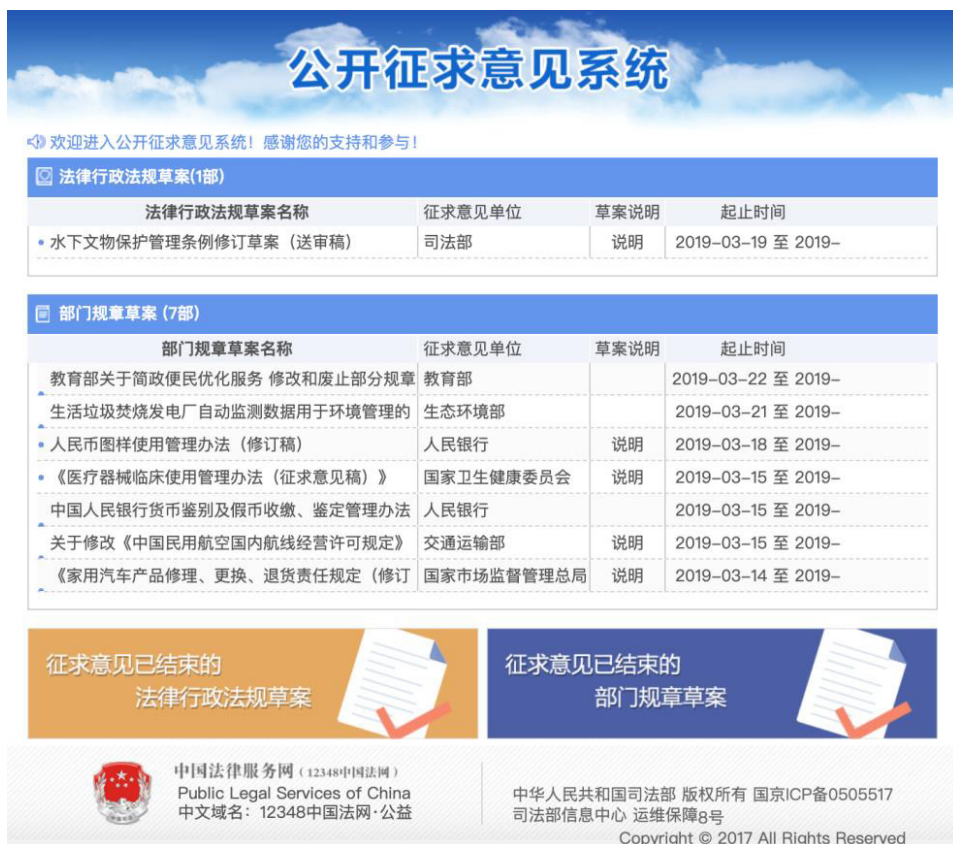 公开征求意见系统
欢迎进入公开征求意见系统！感谢您的支持和参与！
法律行政法规草案(1部)
法律行政法规草案名称 征求意见单位 草案说明 起止时间
水下文物保护管理条例修订草案（送审稿） 司法部 说明 2019-03-19 至 2019-
部门规章草案 (7部)
部门规章草案名称 征求意见单位 草案说明 起止时间
教育部关于简政便民优化服务 修改和废止部分规章 教育部 2019-03-22 至 2019-
生活垃圾焚烧发电厂自动监测数据用于环境管理的 生态环境部 2019-03-21 至 2019-
人民币图样使用管理办法（修订稿） 人民银行 说明 2019-03-18 至 2019-
《医疗器械临床使用管理办法（征求意见稿）》 国家卫生健康委员会 说明 2019-03-15 至 2019-
中国人民银行货币鉴别及假币收缴、鉴定管理办法 人民银行 2019-03-15 至 2019-
关于修改《中国民用航空国内航线经营许可规定》 交通运输部 说明 2019-03-15 至 2019-
《家用汽车产品修理、更换、退货责任规定（修订 国家市场监督管理总局 说明 2019-03-14 至 2019-
征求意见已结束的
法律行政法规草案
征求意见已结束的
部门规章草案
中国法律服务网（12348中国法网）
Public Legal Services of China
中文域名：12348中国法网·公益
中华人民共和国司法部 版权所有 国京ICP备0505517
司法部信息中心 运维保障8号
Copyright © 2017 All Rights Reserved